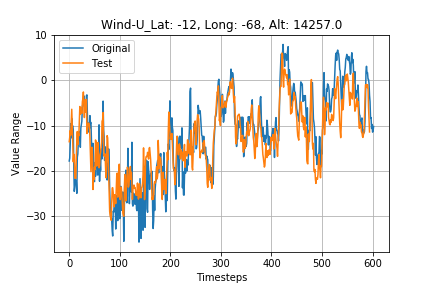 Wind-U_Lat: -12, Long: -68, Alt: 14257.0
Original
Test
Value Range
10
0
−10
−20
−30
0 100 200 300 400 500 600
Timesteps